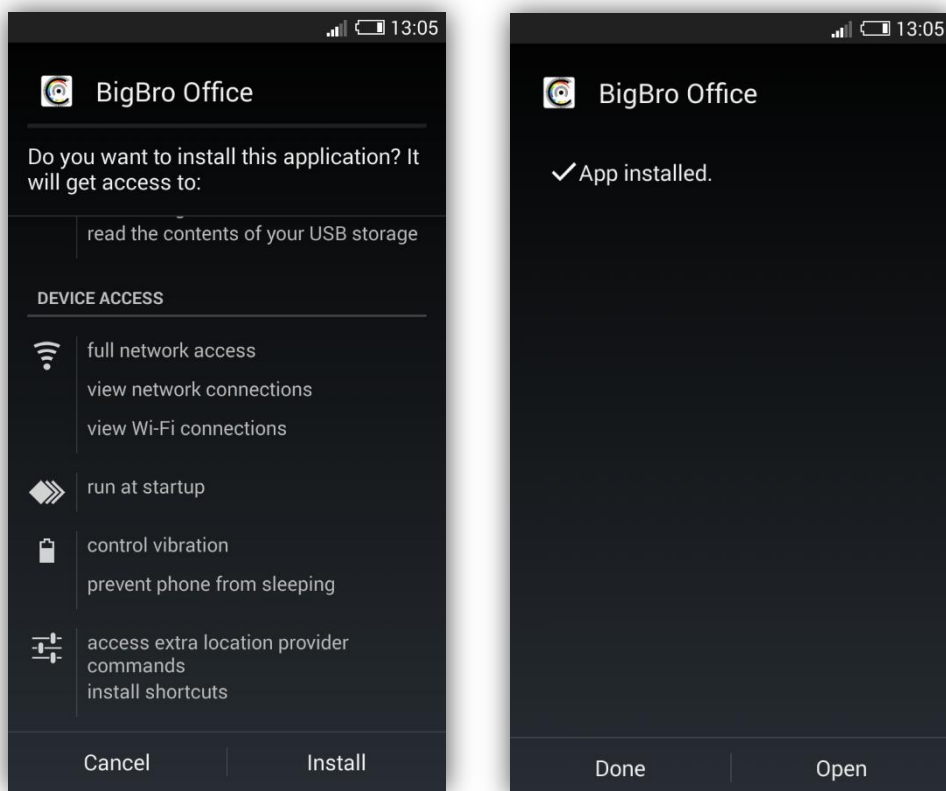 13:05
BigBro Office
Do you want to install this application? It
will get access to:
read the contents of your USB storage
DEVICE ACCESS
full network access
view network connections
view Wi-Fi connections
run at startup
control vibration
prevent phone from sleeping
access extra location provider
commands
install shortcuts
Cancel Install
13:05
BigBro Office
App installed.
Done Open